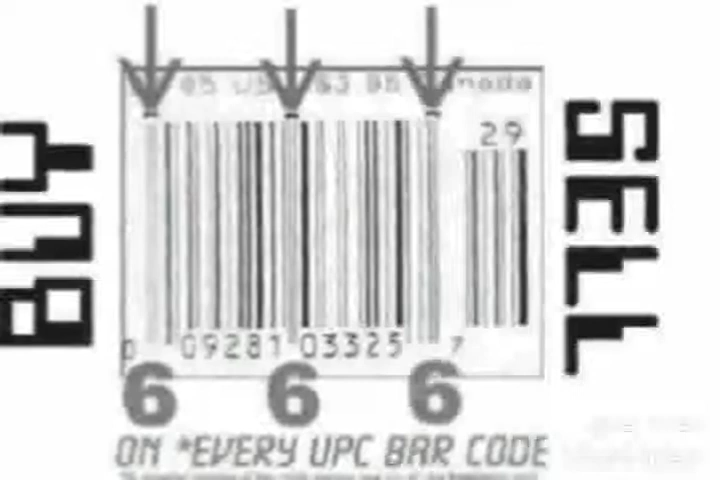 BUY
SELL
29
0 09281 03325 7
6 6 6
ON *EVERY UPC BAR CODE